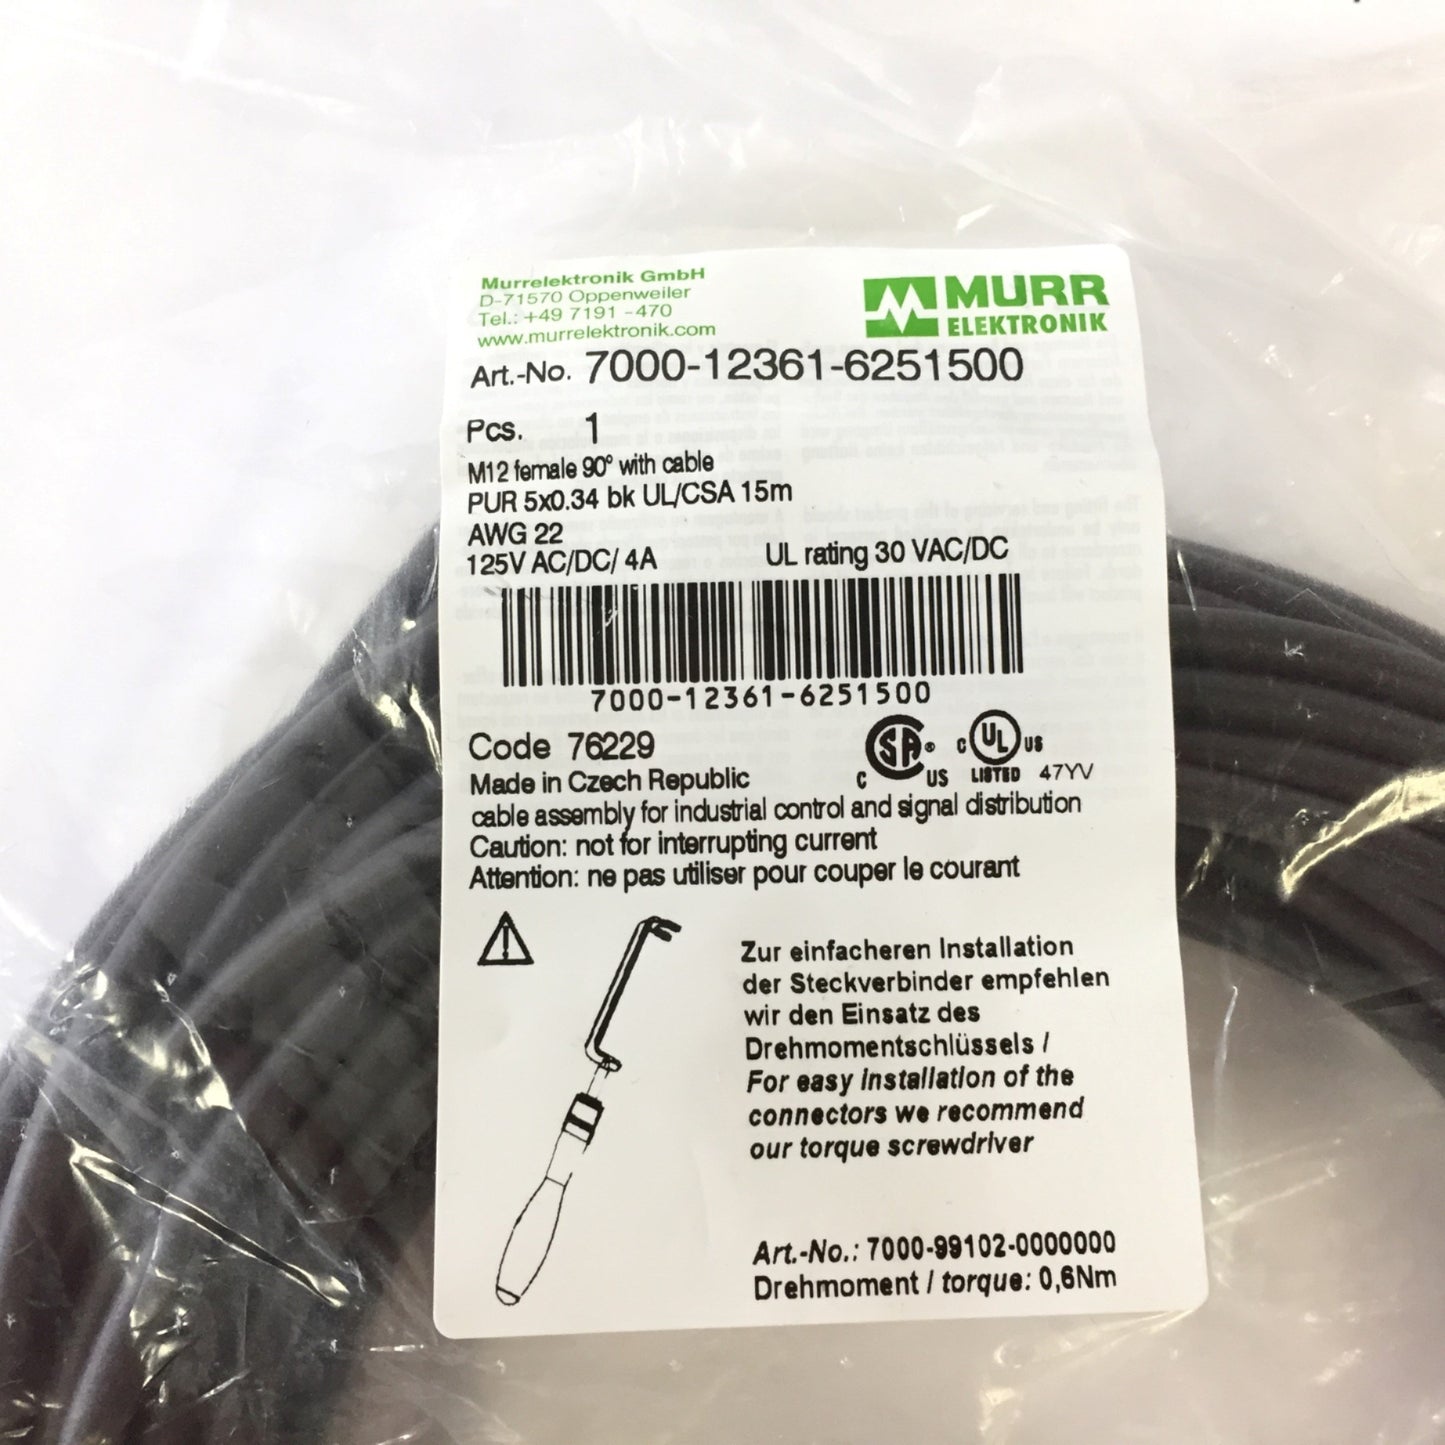 Murrelektronik GmbH
D-71570 Oppenweiler
Tel.: +49 7191 -470
www.murrelektronik.com
MURR
ELEKTRONIK
Art.-No. 7000-12361-6251500
Pcs. 1
M12 female 90° with cable
PUR 5x0.34 bk UL/CSA 15m
AWG 22
125V AC/DC/ 4A UL rating 30 VAC/DC
7000-12361-6251500
Code 76229
Made in Czech Republic
C SA® US
C UL US
LISTED 47YV
cable assembly for industrial control and signal distribution
Caution: not for interrupting current
Attention: ne pas utiliser pour couper le courant
Zur einfacheren Installation
der Steckverbinder empfehlen
wir den Einsatz des
Drehmomentschlüssels /
For easy installation of the
connectors we recommend
our torque screwdriver
Art.-No.: 7000-99102-0000000
Drehmoment / torque: 0,6Nm